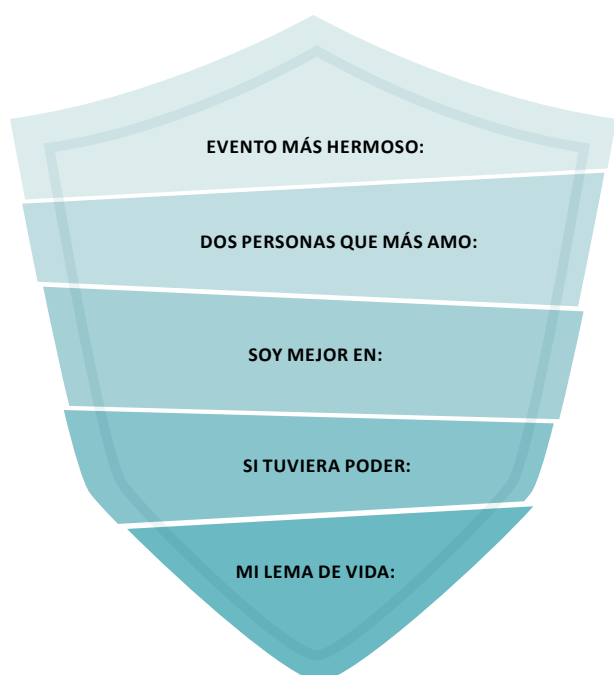 EVENTO MÁS HERMOSO:
DOS PERSONAS QUE MÁS AMO:
SOY MEJOR EN:
SI TUVIERA PODER:
MI LEMA DE VIDA: